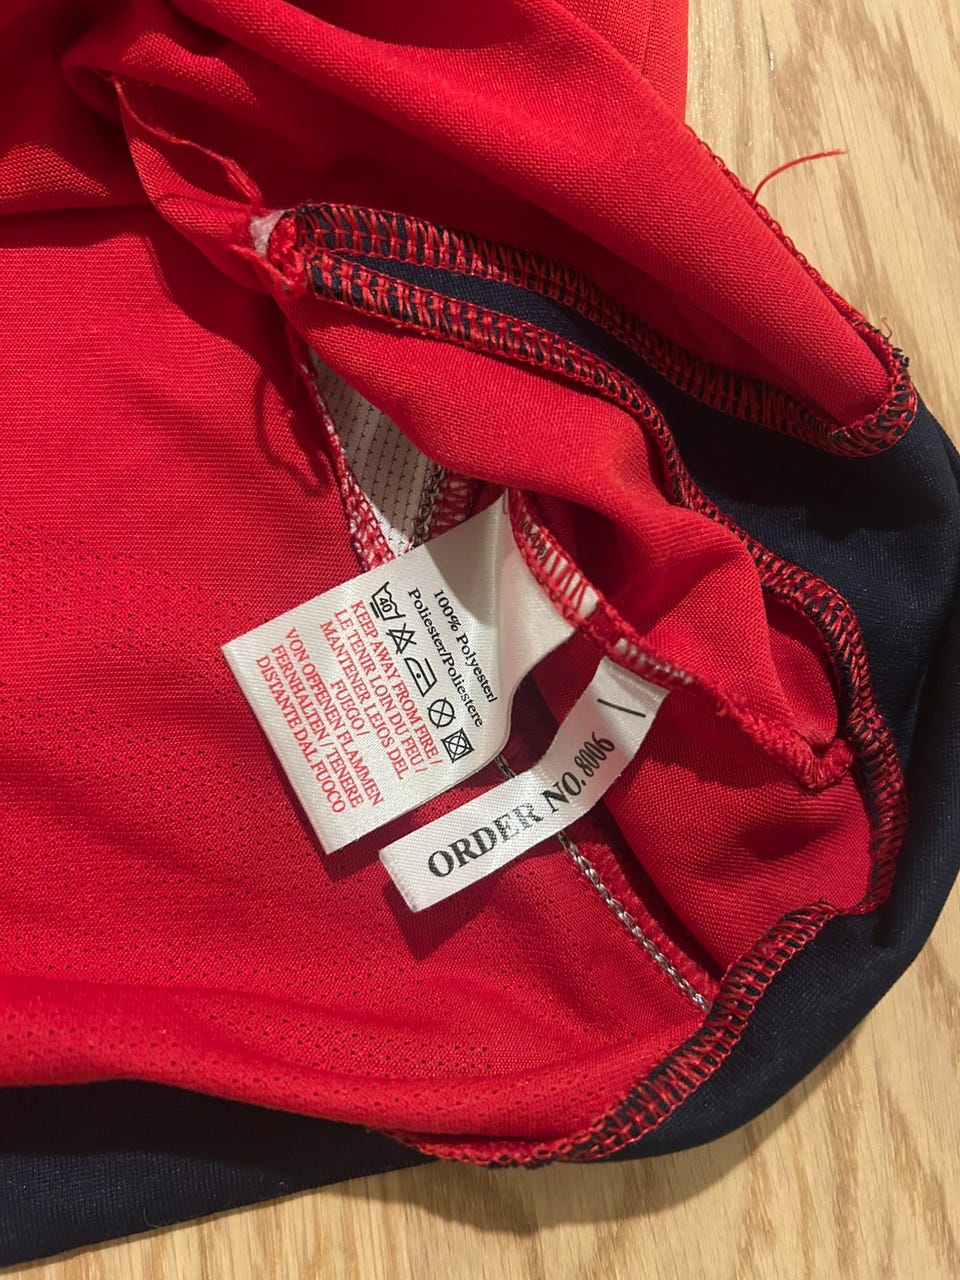 100% Polyester/
Poliester/Poliestere
40
KEEP AWAY FROM FIRE/
LE TENIR LOIN DU FEU/
MANTENER LEJOS DEL
FUEGO/
VON OFFENEN FLAMMEN
FERNHALTEN / TENERE
DISTANTE DAL FUOCO
ORDER NO. 8006